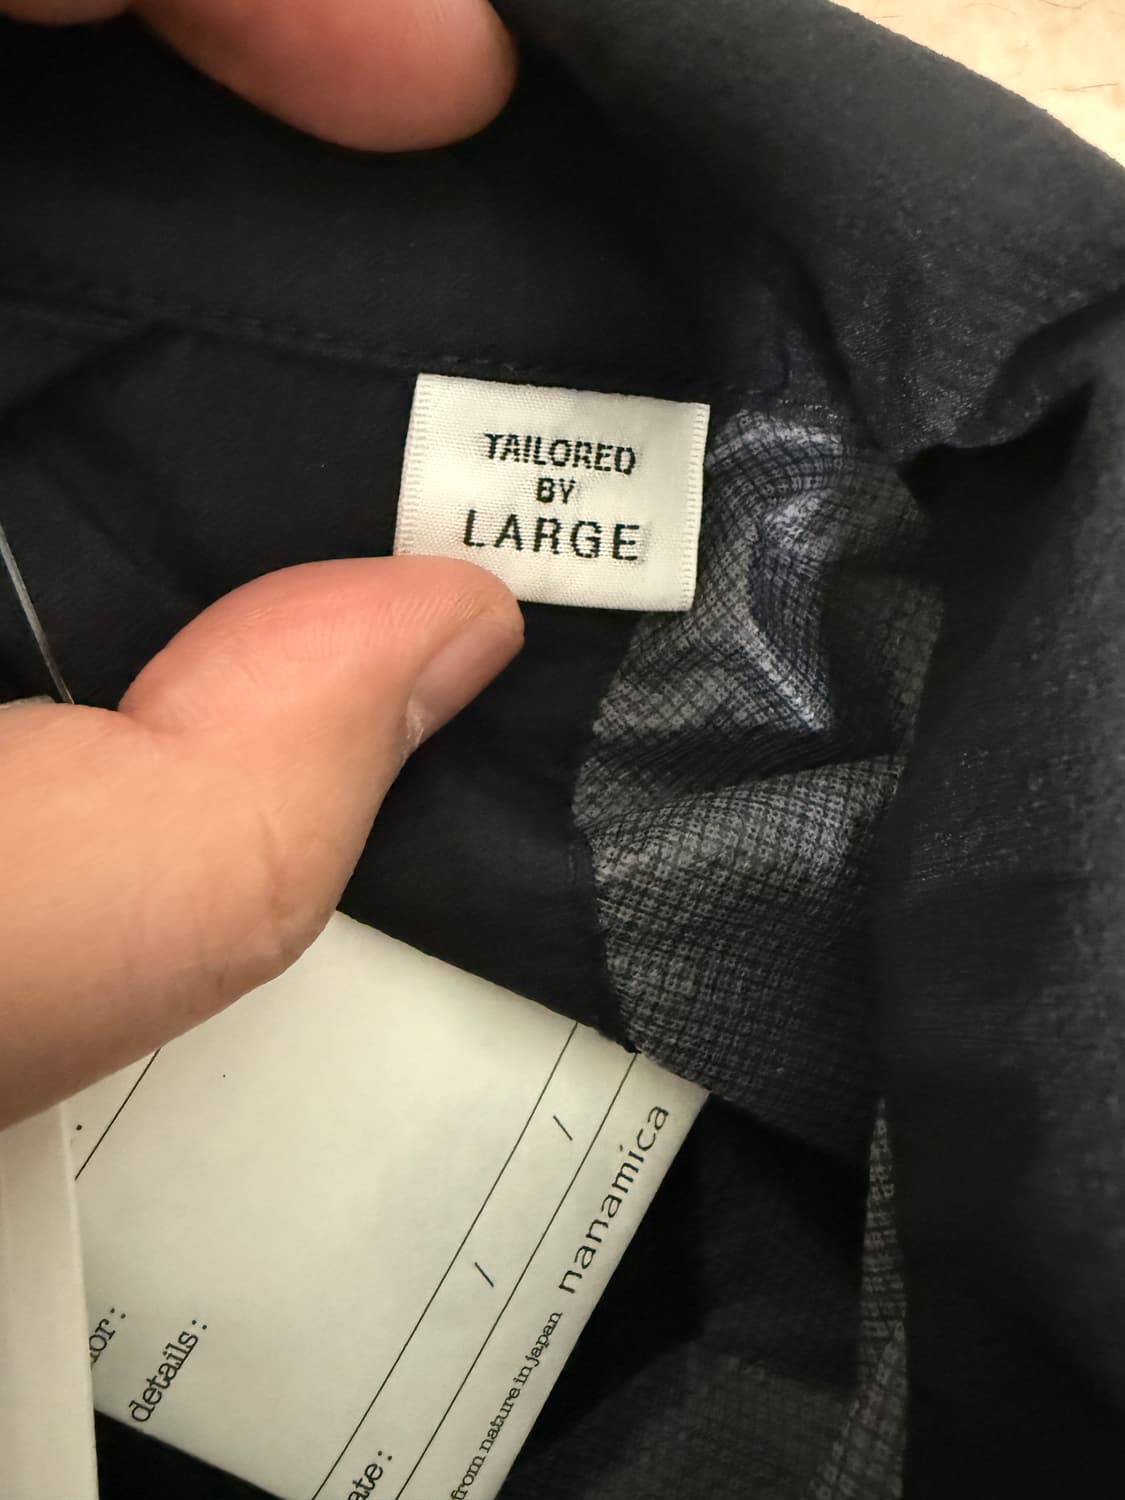 TAILORED
BY
LARGE
details:
/ /
from nature in japan nanamica